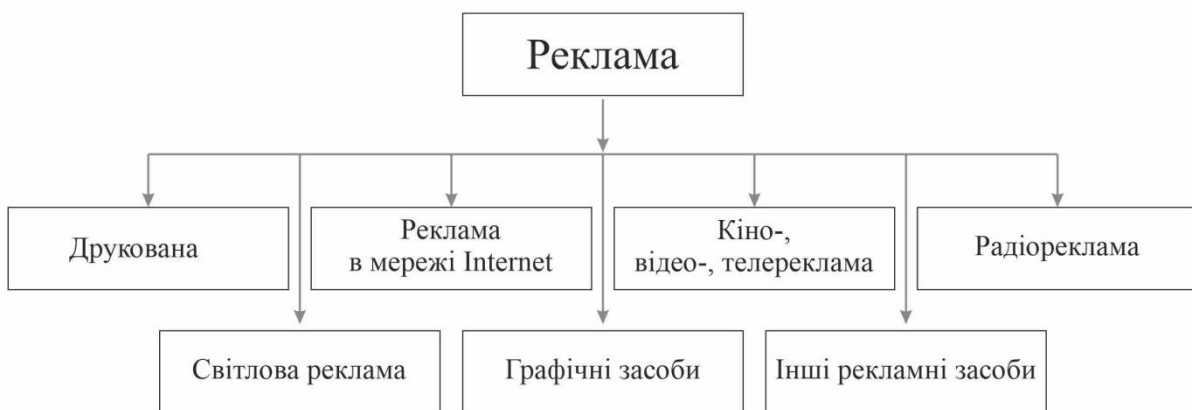 Реклама
Друкована
Реклама
в мережі Internet
Кіно-,
відео-, телереклама
Радіореклама
Світлова реклама
Графічні засоби
Інші рекламні засоби